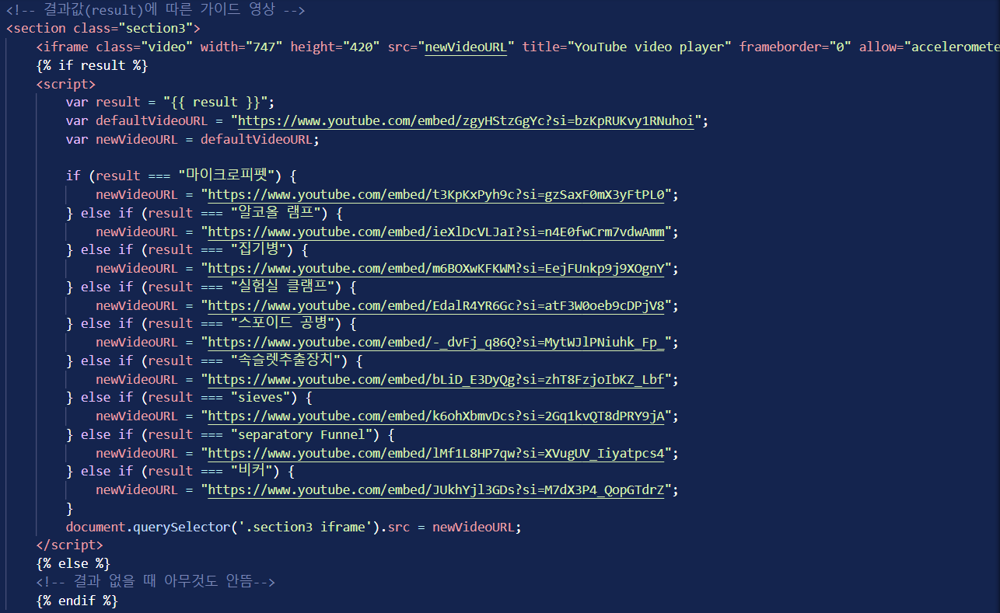 <!-- 결과값(result)에 따른 가이드 영상 -->
<section class="section3">
<iframe class="video" width="747" height="420" src="newVideoURL" title="YouTube video player" frameborder="0" allow="acceleromete
{% if result %}
<script>
var result = "{{ result }}";
var defaultVideoURL = "https://www.youtube.com/embed/zgyHStzGgYc?si=bzKpRUKvy1RNuhoi";
var newVideoURL = defaultVideoURL;
if (result === "마이크로피펫") {
newVideoURL = "https://www.youtube.com/embed/t3KpKxPyh9c?si=gzSaxF0mX3yFtPL0";
} else if (result === "알코올 램프") {
newVideoURL = "https://www.youtube.com/embed/ieXlDcVLJaI?si=n4E0fwCrm7vdwAmm";
} else if (result === "집기병") {
newVideoURL = "https://www.youtube.com/embed/m6BOXwKFKWM?si=EejFUnkp9j9XOgnY";
} else if (result === "실험실 클램프") {
newVideoURL = "https://www.youtube.com/embed/EdalR4YR6Gc?si=atF3W0oeb9cDPjV8";
} else if (result === "스포이드 공병") {
newVideoURL = "https://www.youtube.com/embed/-_dvFj_q86Q?si=MytWJlPNiuhk_Fp_";
} else if (result === "속슬렛추출장치") {
newVideoURL = "https://www.youtube.com/embed/bLiD_E3DyQg?si=zhT8FzjoIbKZ_Lbf";
} else if (result === "sieves") {
newVideoURL = "https://www.youtube.com/embed/k6ohXbmvDcs?si=2Gq1kvQT8dPRY9jA";
} else if (result === "separatory Funnel") {
newVideoURL = "https://www.youtube.com/embed/lMf1L8HP7qw?si=XVugUV_Iiyatpcs4";
} else if (result === "비커") {
newVideoURL = "https://www.youtube.com/embed/JUkhYjl3GDs?si=M7dX3P4_QopGTdrZ";
}
document.querySelector('.section3 iframe').src = newVideoURL;
</script>
{% else %}
<!-- 결과 없을 때 아무것도 안뜸-->
{% endif %}